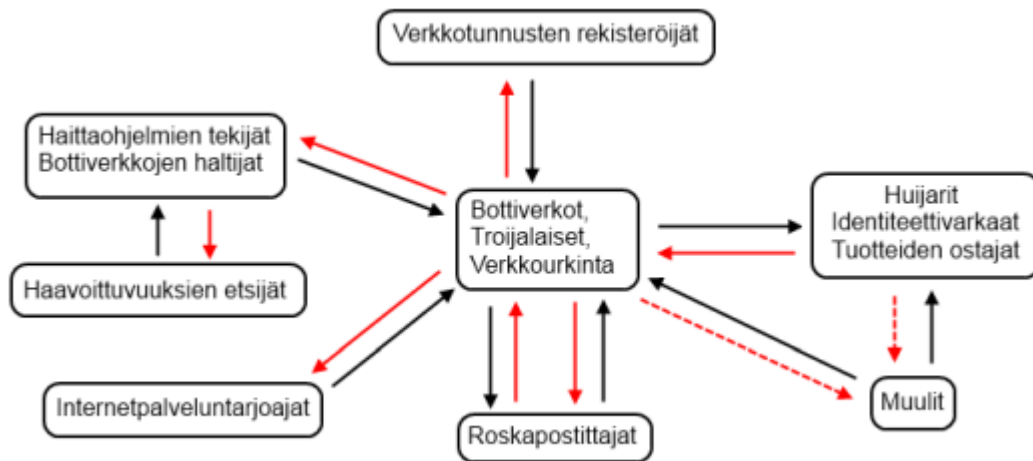 Verkkotunnusten rekisteröijät
Haittaohjelmien tekijät
Bottiverkkojen haltijat
Bottiverkot,
Troijalaiset,
Verkkourkinta
Huijarit
Identiteettivarkaat
Tuotteiden ostajat
Haavoittuvuuksien etsijät
Internetpalveluntarjoajat
Roskapostittajat
Muulit